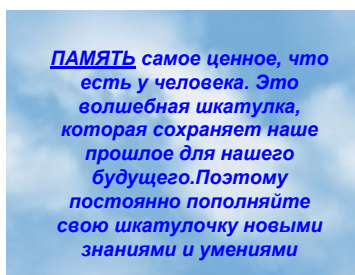 ПАМЯТЬ самое ценное, что
есть у человека. Это
волшебная шкатулка,
которая сохраняет наше
прошлое для нашего
будущего.Поэтому
постоянно пополняйте
свою шкатулочку новыми
знаниями и умениями